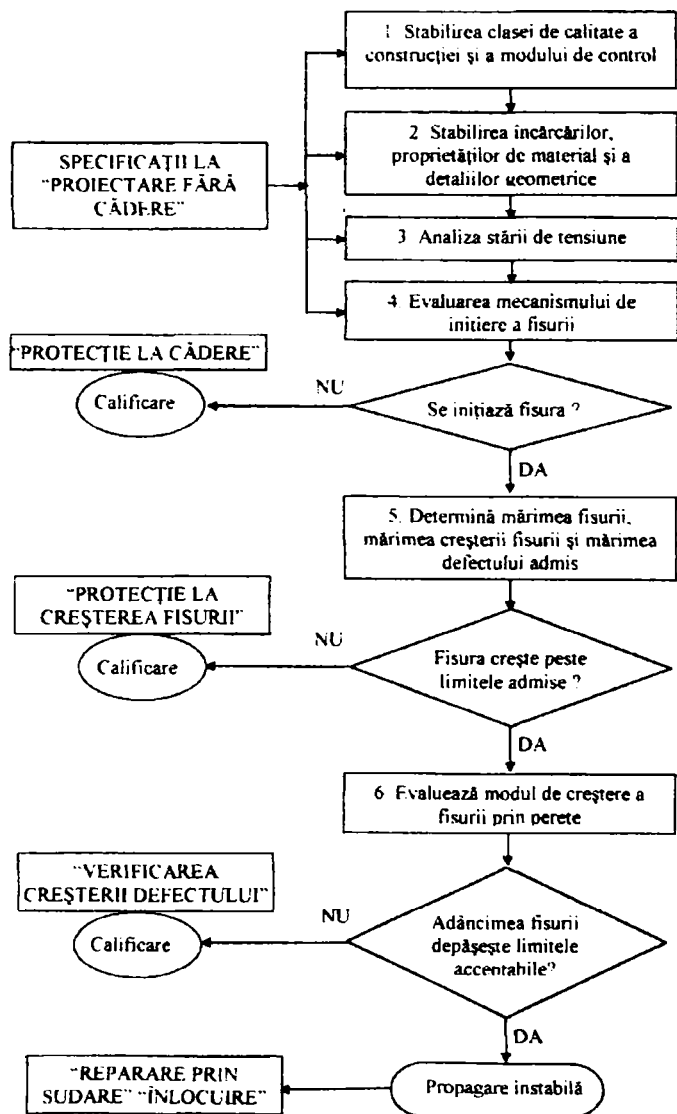 1. Stabilirea clasei de calitate a
construcției și a modului de control
2. Stabilirea încărcărilor,
proprietăților de material și a
detaliilor geometrice
SPECIFICAȚII LA
"PROIECTARE FĂRĂ
CĂDERE"
3. Analiza stării de tensiune
4. Evaluarea mecanismului de
inițiere a fisurii
"PROTECȚIE LA CĂDERE"
NU
Calificare
Se inițiază fisura ?
DA
5. Determină mărimea fisurii,
mărimea creșterii fisurii și mărimea
defectului admis
"PROTECȚIE LA
CREȘTEREA FISURII"
NU
Calificare
Fisura crește peste
limitele admise ?
DA
6. Evaluează modul de creștere a
fisurii prin perete
"VERIFICAREA
CREȘTERII DEFECTULUI"
NU
Calificare
Adâncimea fisurii
depășește limitele
acceptabile?
DA
"REPARARE PRIN
SUDARE" "ÎNLOCUIRE"
Propagare instabilă